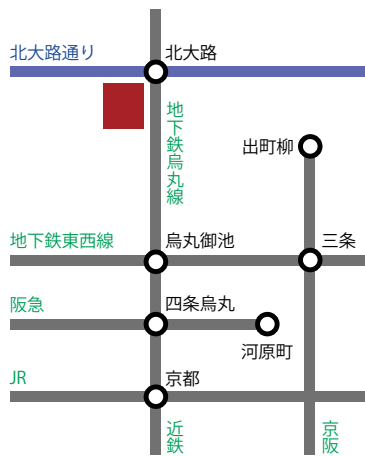 北大路通り
北大路
地下鉄烏丸線
出町柳
地下鉄東西線
烏丸御池
三条
阪急
四条烏丸
河原町
JR
京都
近鉄
京阪